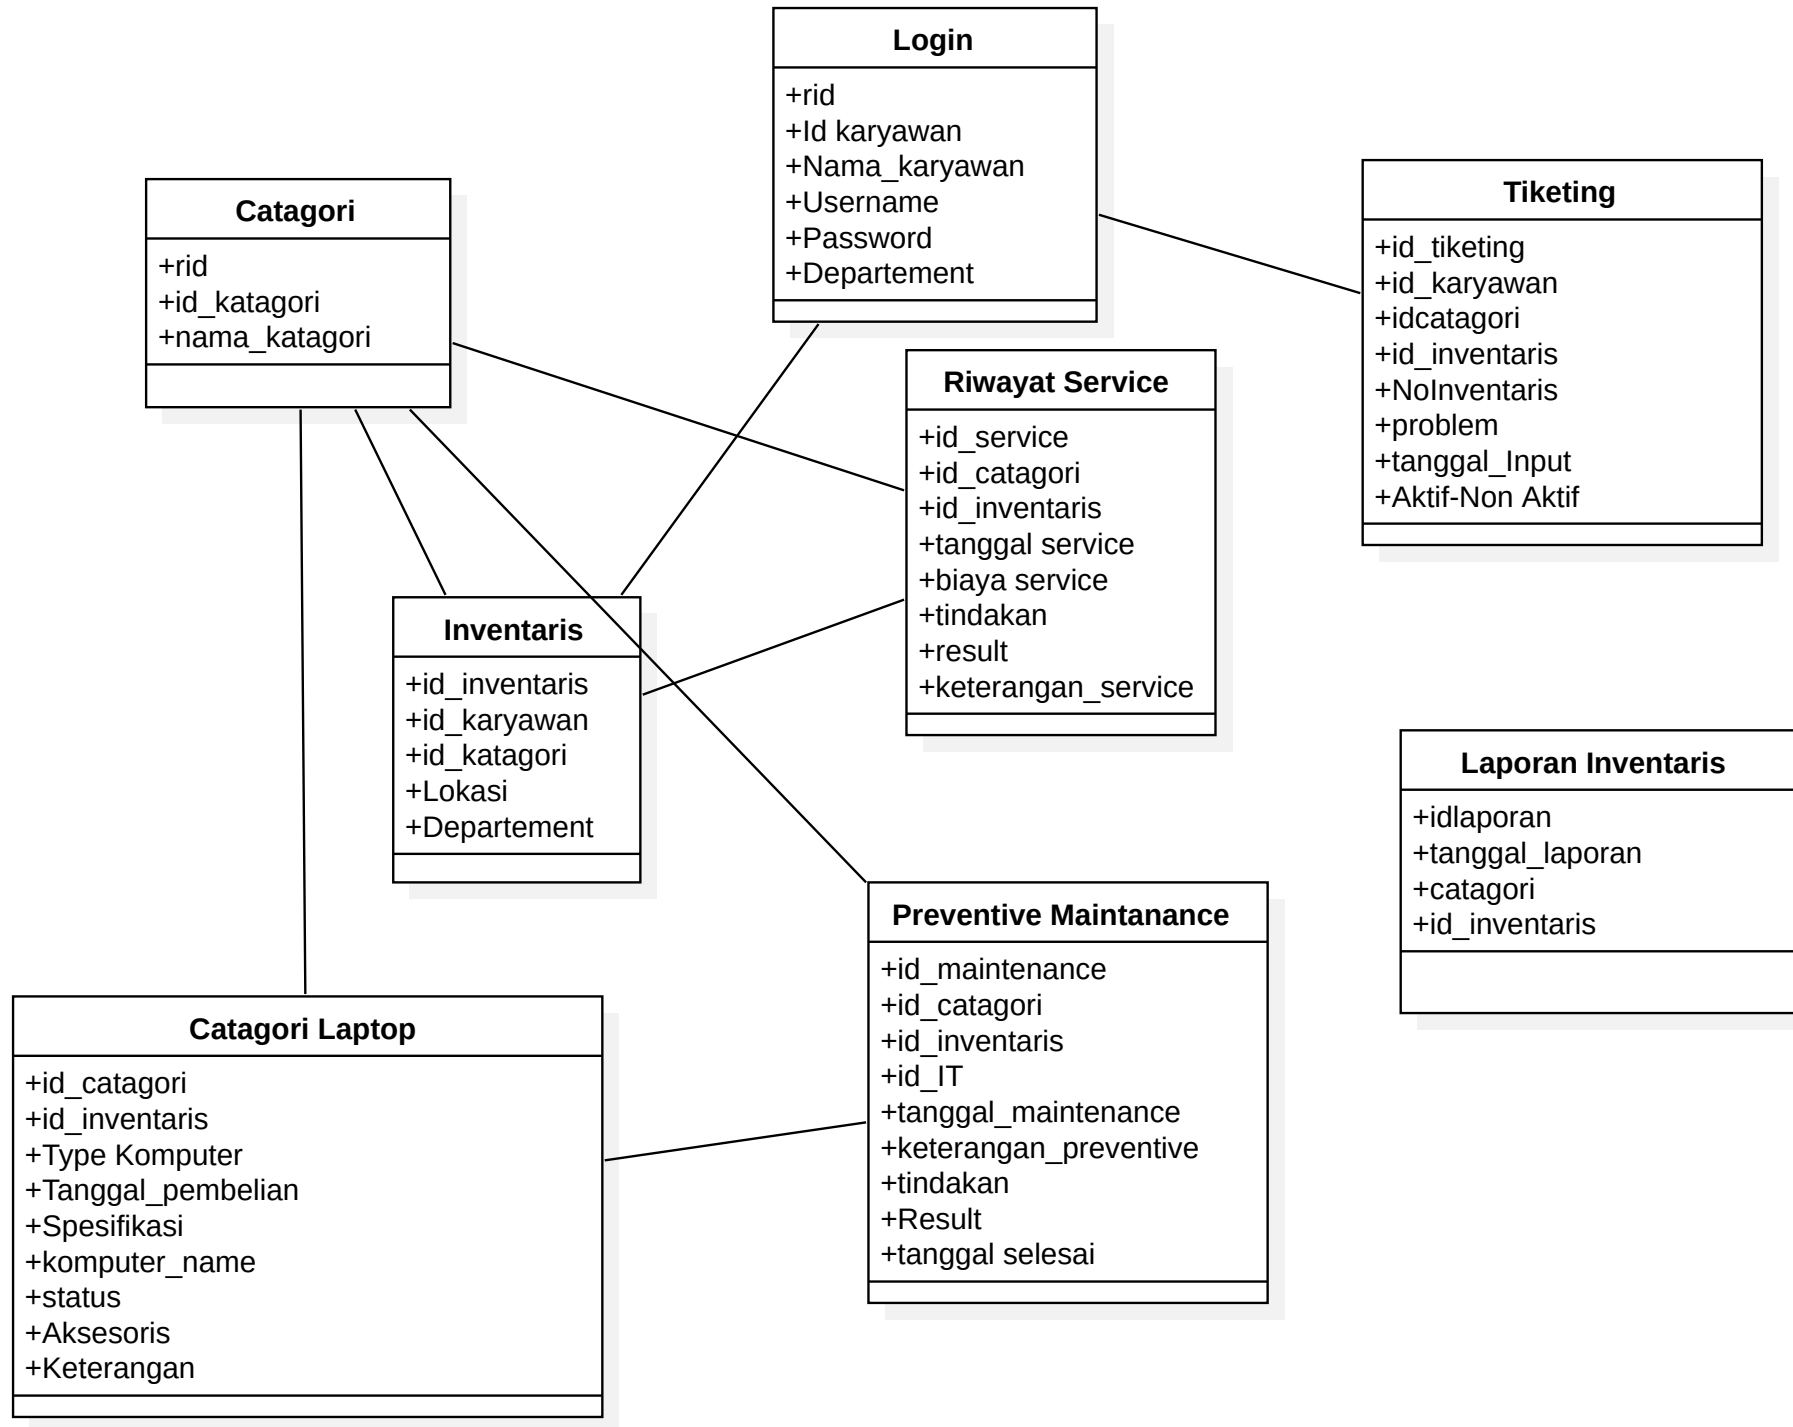 Login
+rid
+Id karyawan
+Nama_karyawan
+Username
+Password
+Departement
Catagori
+rid
+id_katagori
+nama_katagori
Tiketing
+id_tiketing
+id_karyawan
+idcatagori
+id_inventaris
+NoInventaris
+problem
+tanggal_Input
+Aktif-Non Aktif
Riwayat Service
+id_service
+id_catagori
+id_inventaris
+tanggal service
+biaya service
+tindakan
+result
+keterangan_service
Inventaris
+id_inventaris
+id_karyawan
+id_katagori
+Lokasi
+Departement
Laporan Inventaris
+idlaporan
+tanggal_laporan
+catagori
+id_inventaris
Preventive Maintanance
+id_maintenance
+id_catagori
+id_inventaris
+id_IT
+tanggal_maintenance
+keterangan_preventive
+tindakan
+Result
+tanggal selesai
Catagori Laptop
+id_catagori
+id_inventaris
+Type Komputer
+Tanggal_pembelian
+Spesifikasi
+komputer_name
+status
+Aksesoris
+Keterangan